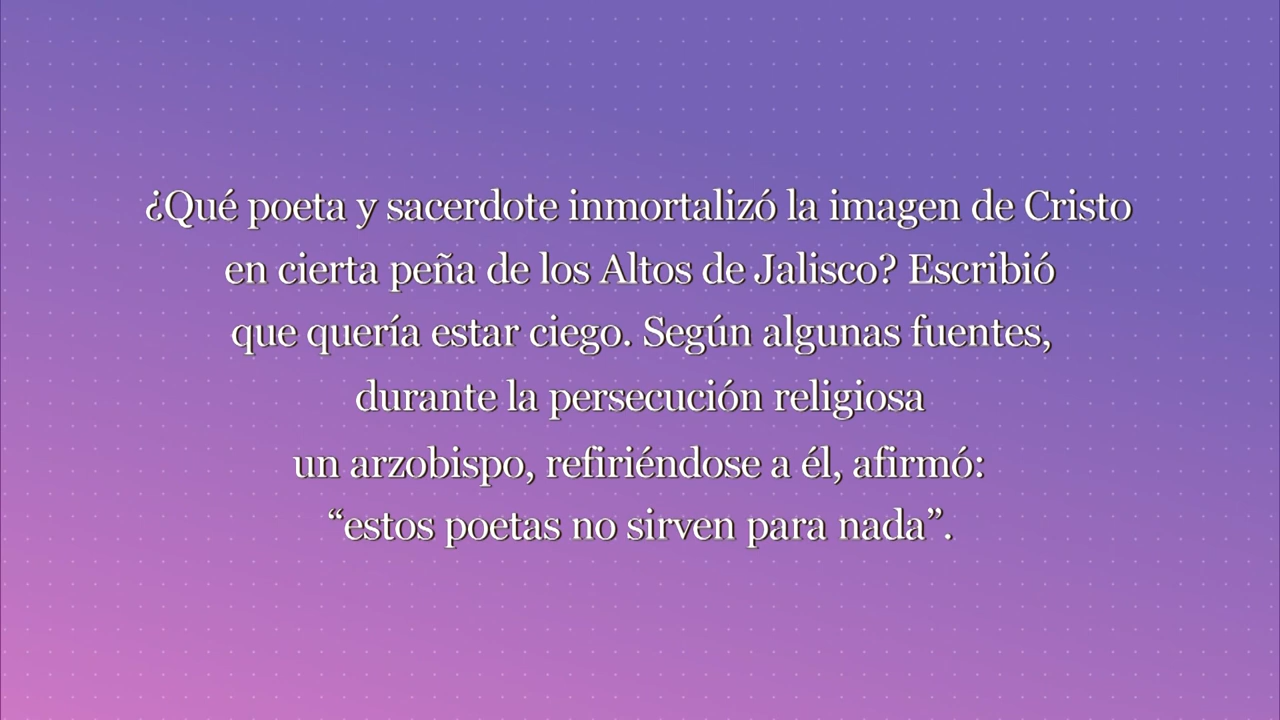 ¿Qué poeta y sacerdote inmortalizó la imagen de Cristo
en cierta peña de los Altos de Jalisco? Escribió
que quería estar ciego. Según algunas fuentes,
durante la persecución religiosa
un arzobispo, refiriéndose a él, afirmó:
“estos poetas no sirven para nada”.